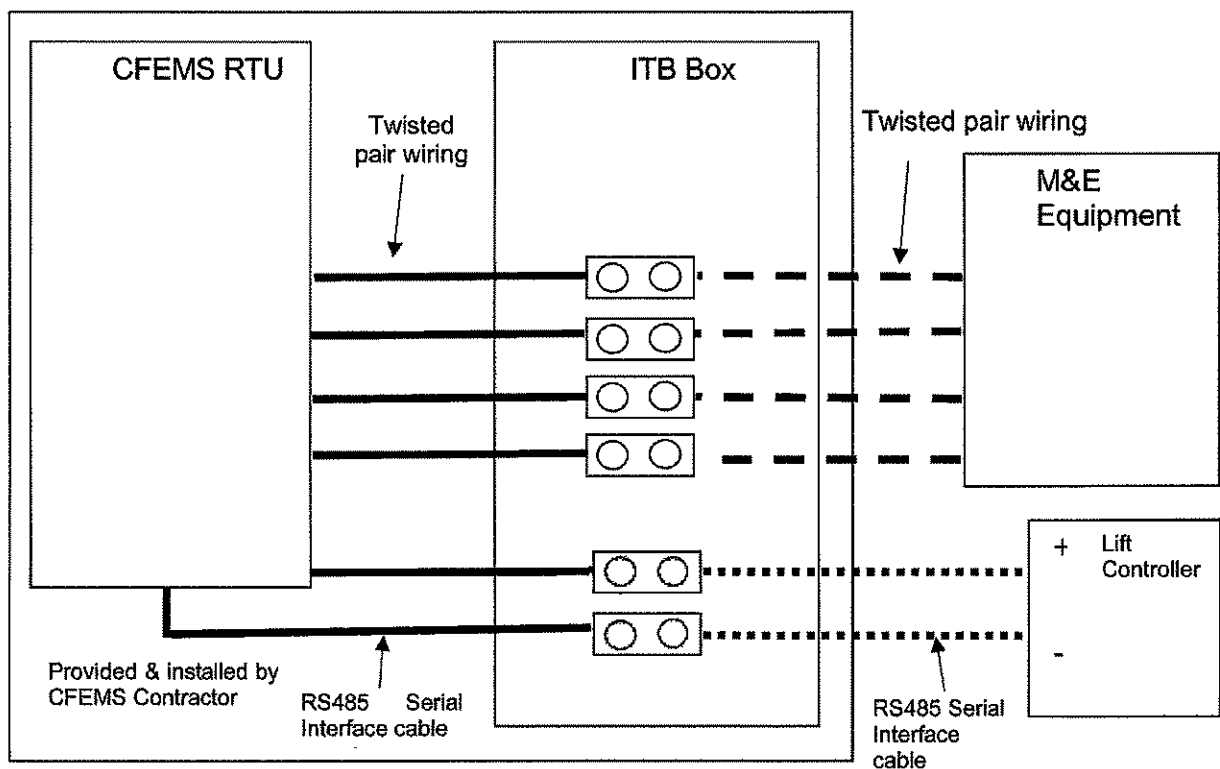 CFEMS RTU
ITB Box
Twisted
pair wiring
Twisted pair wiring
M&E
Equipment
+ Lift
Controller
-
Provided & installed by
CFEMS Contractor
RS485 Serial
Interface cable
RS485 Serial
Interface
cable